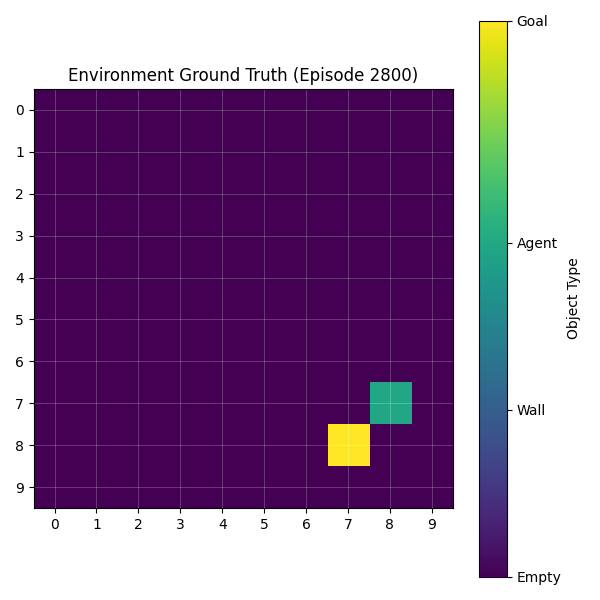 Environment Ground Truth (Episode 2800)
0
1
2
3
4
5
6
7
8
9
0 1 2 3 4 5 6 7 8 9
Goal
Agent
Wall
Empty
Object Type